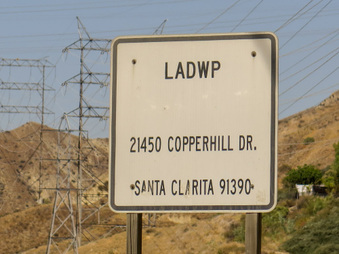 LADWP
21450 COPPERHILL DR.
SANTA CLARITA 91390